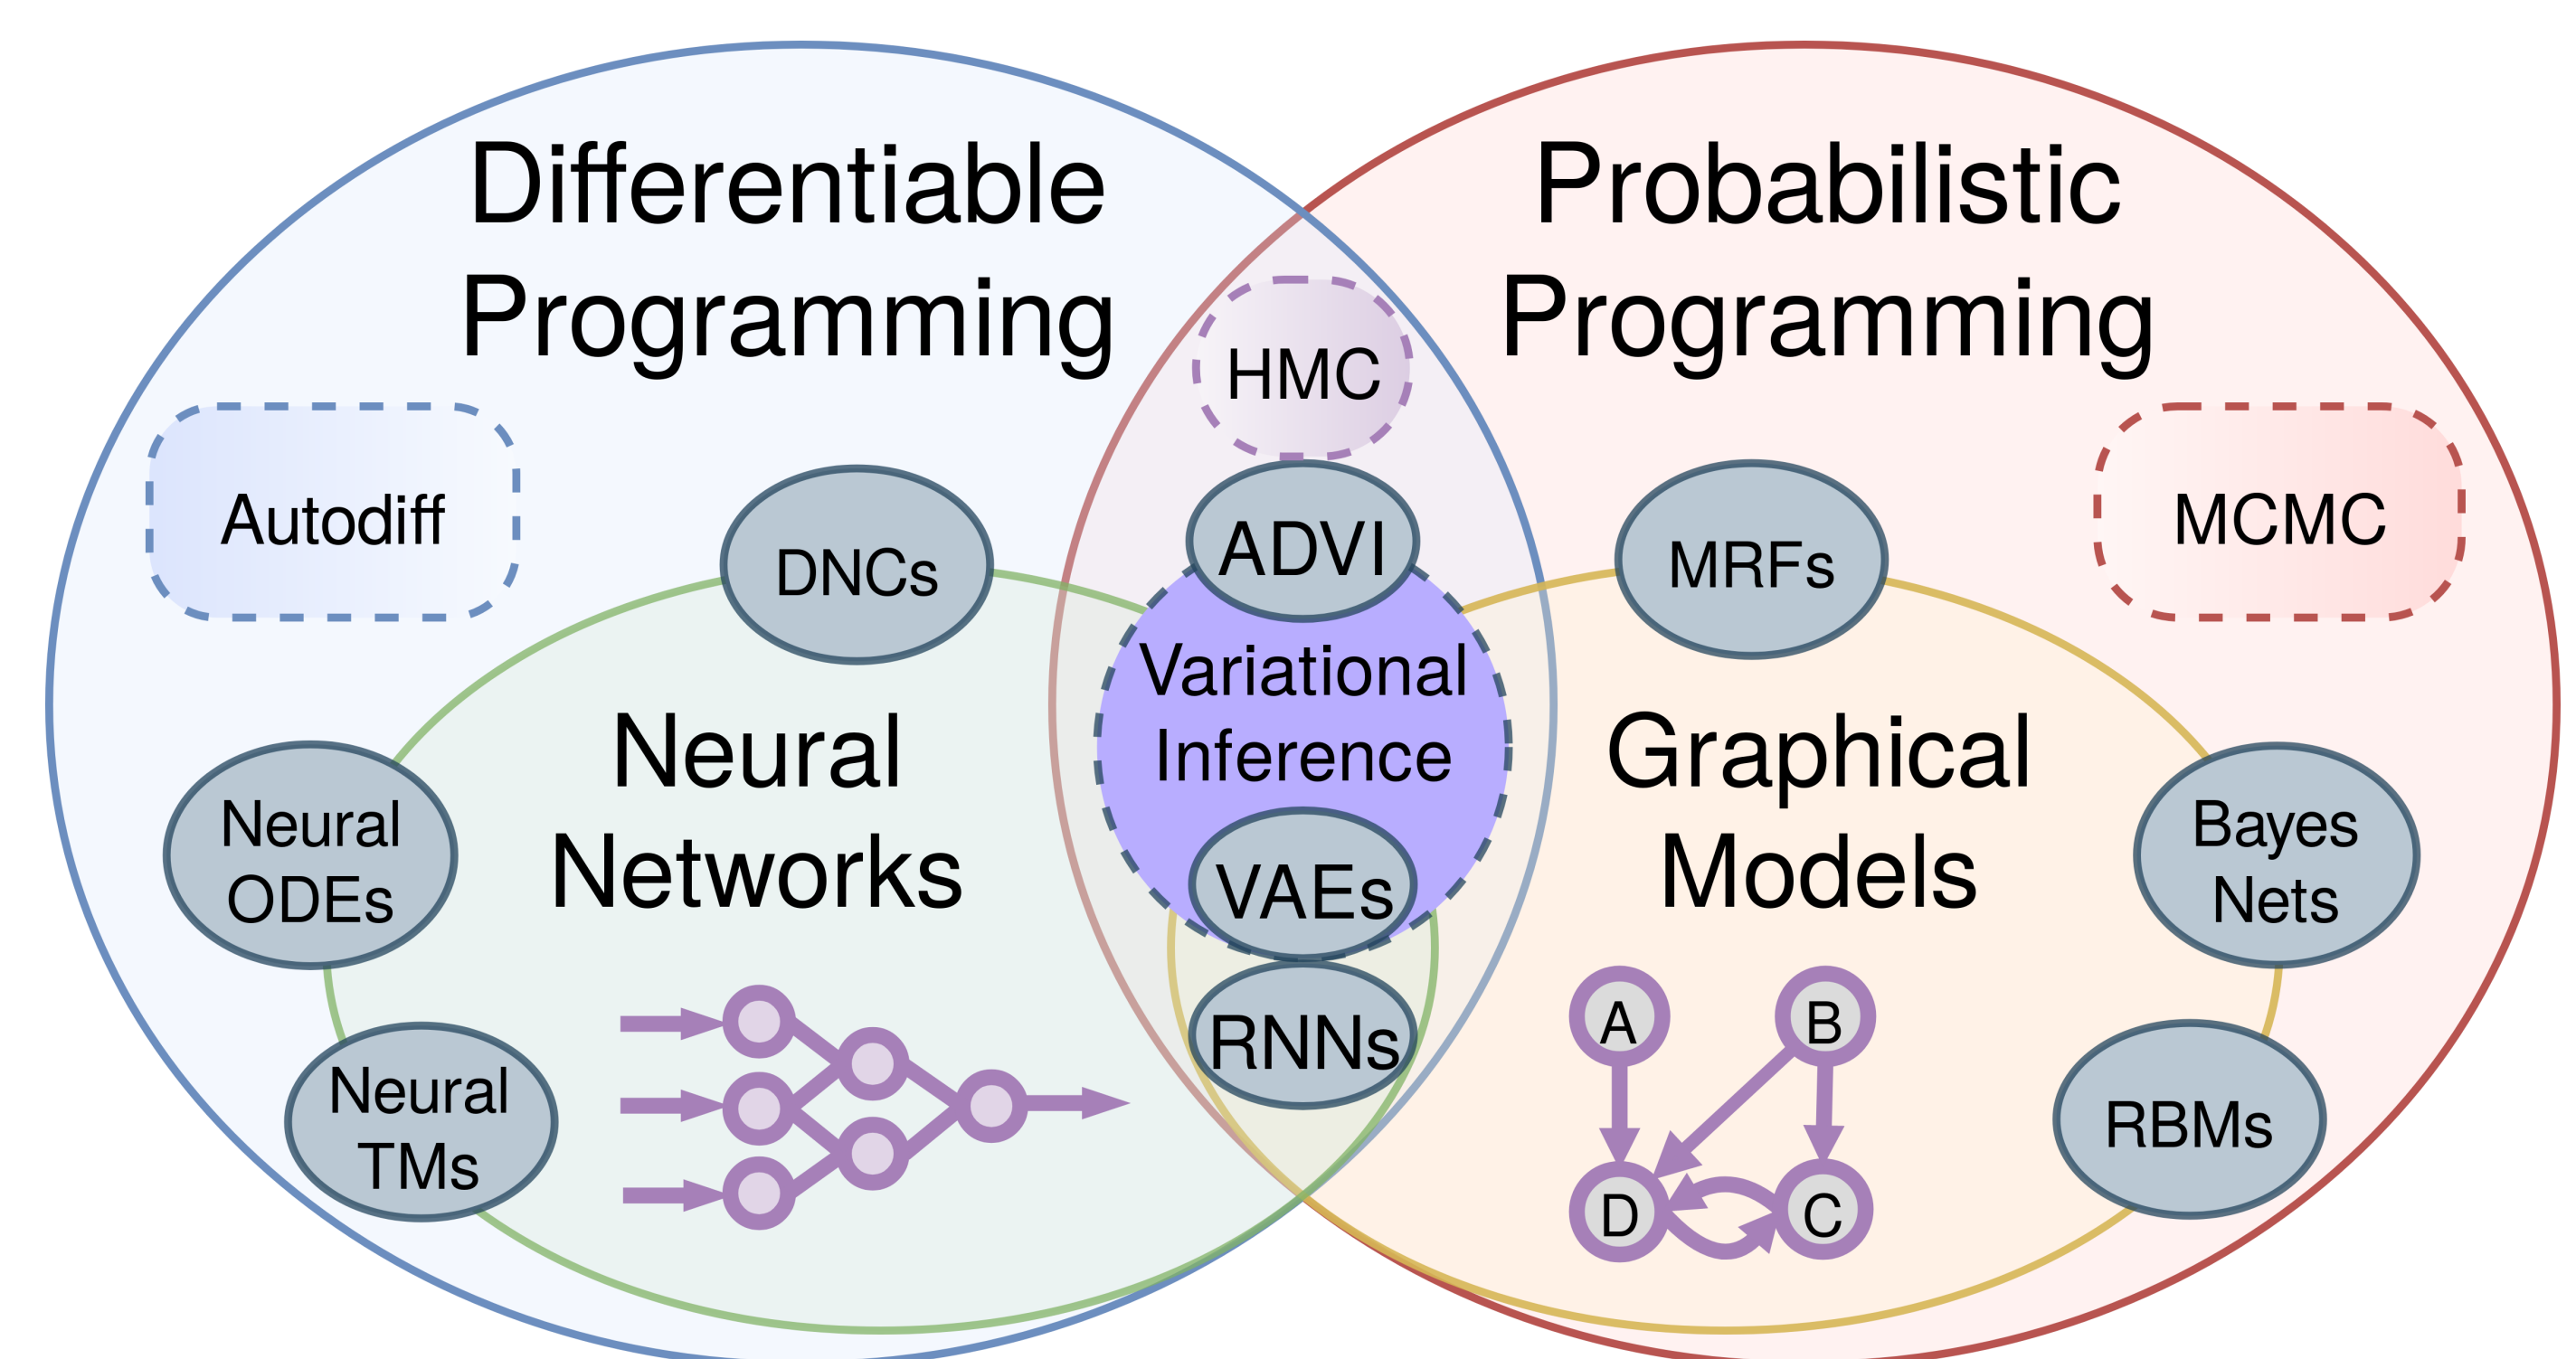 Differentiable
Programming
Probabilistic
Programming
HMC
Autodiff
MCMC
DNCs
ADVI
MRFs
Variational
Inference
Neural
Networks
Graphical
Models
Neural
ODEs
VAEs
Bayes
Nets
RNNs
A
B
Neural
TMs
RBMs
D
C